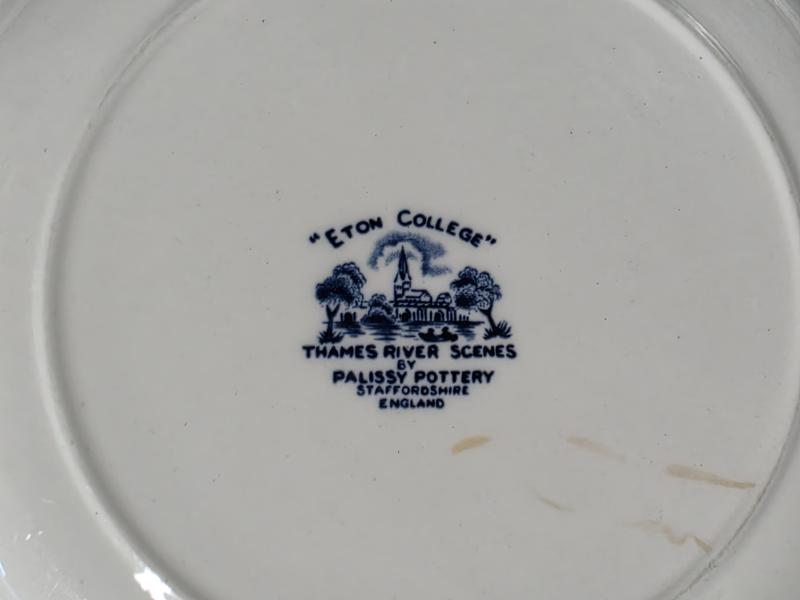 "ETON COLLEGE"
THAMES RIVER SCENES
BY
PALISSY POTTERY
STAFFORDSHIRE
ENGLAND